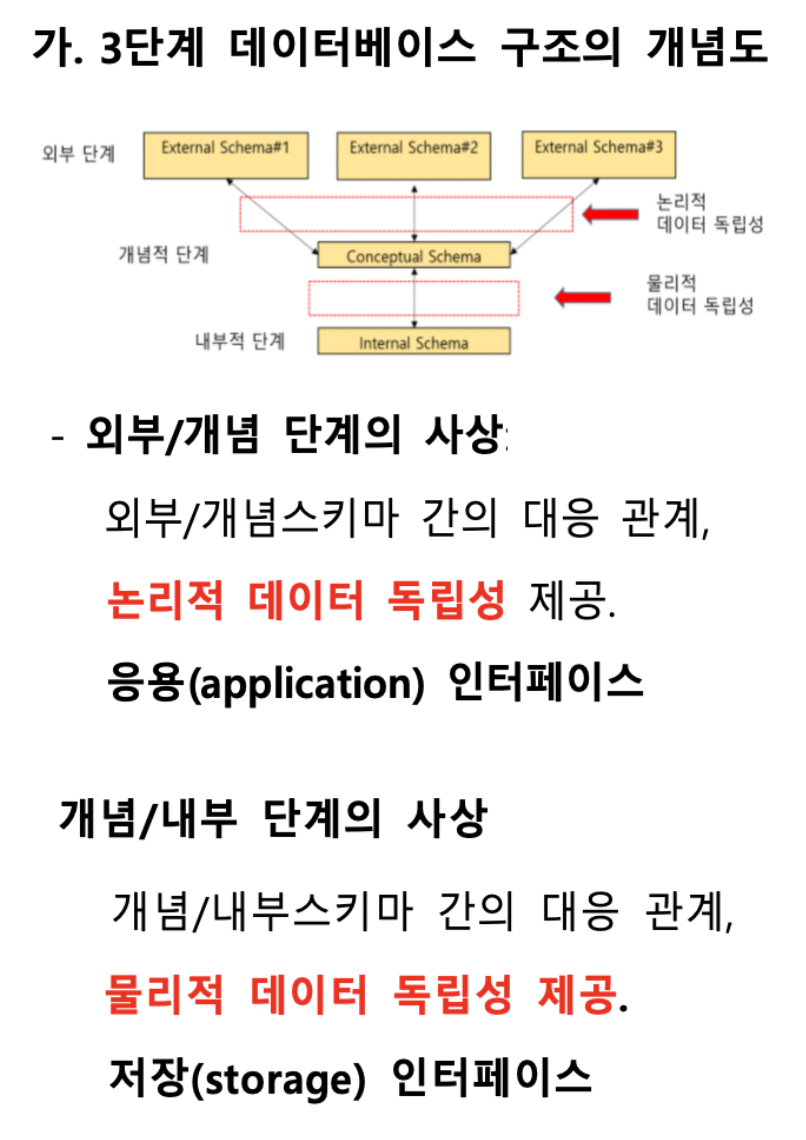 가. 3단계 데이터베이스 구조의 개념도
외부 단계
External Schema#1
External Schema#2
External Schema#3
논리적
데이터 독립성
개념적 단계
Conceptual Schema
물리적
데이터 독립성
내부적 단계
Internal Schema
- 외부/개념 단계의 사상:
외부/개념스키마 간의 대응 관계,
논리적 데이터 독립성 제공.
응용(application) 인터페이스
개념/내부 단계의 사상
개념/내부스키마 간의 대응 관계,
물리적 데이터 독립성 제공.
저장(storage) 인터페이스